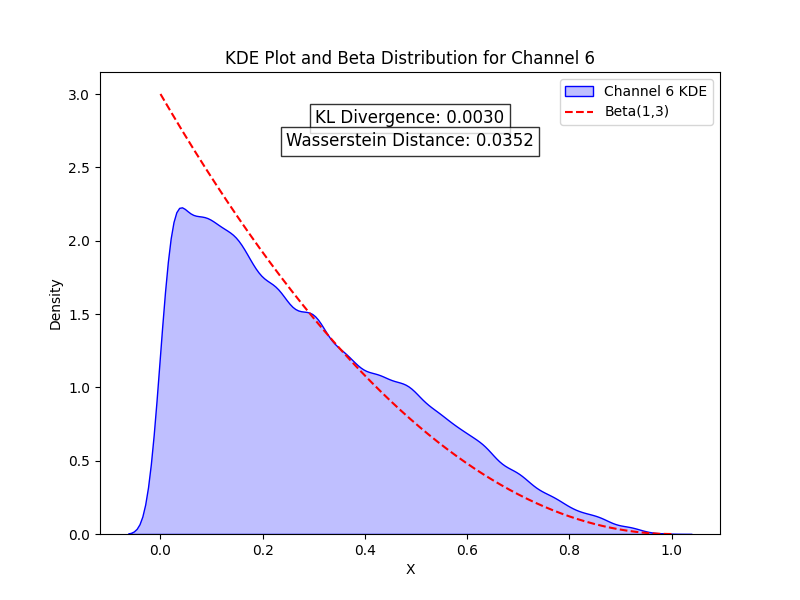 KDE Plot and Beta Distribution for Channel 6
KL Divergence: 0.0030
Wasserstein Distance: 0.0352
Channel 6 KDE
Beta(1,3)
Density
3.0
2.5
2.0
1.5
1.0
0.5
0.0
0.0 0.2 0.4 0.6 0.8 1.0
X